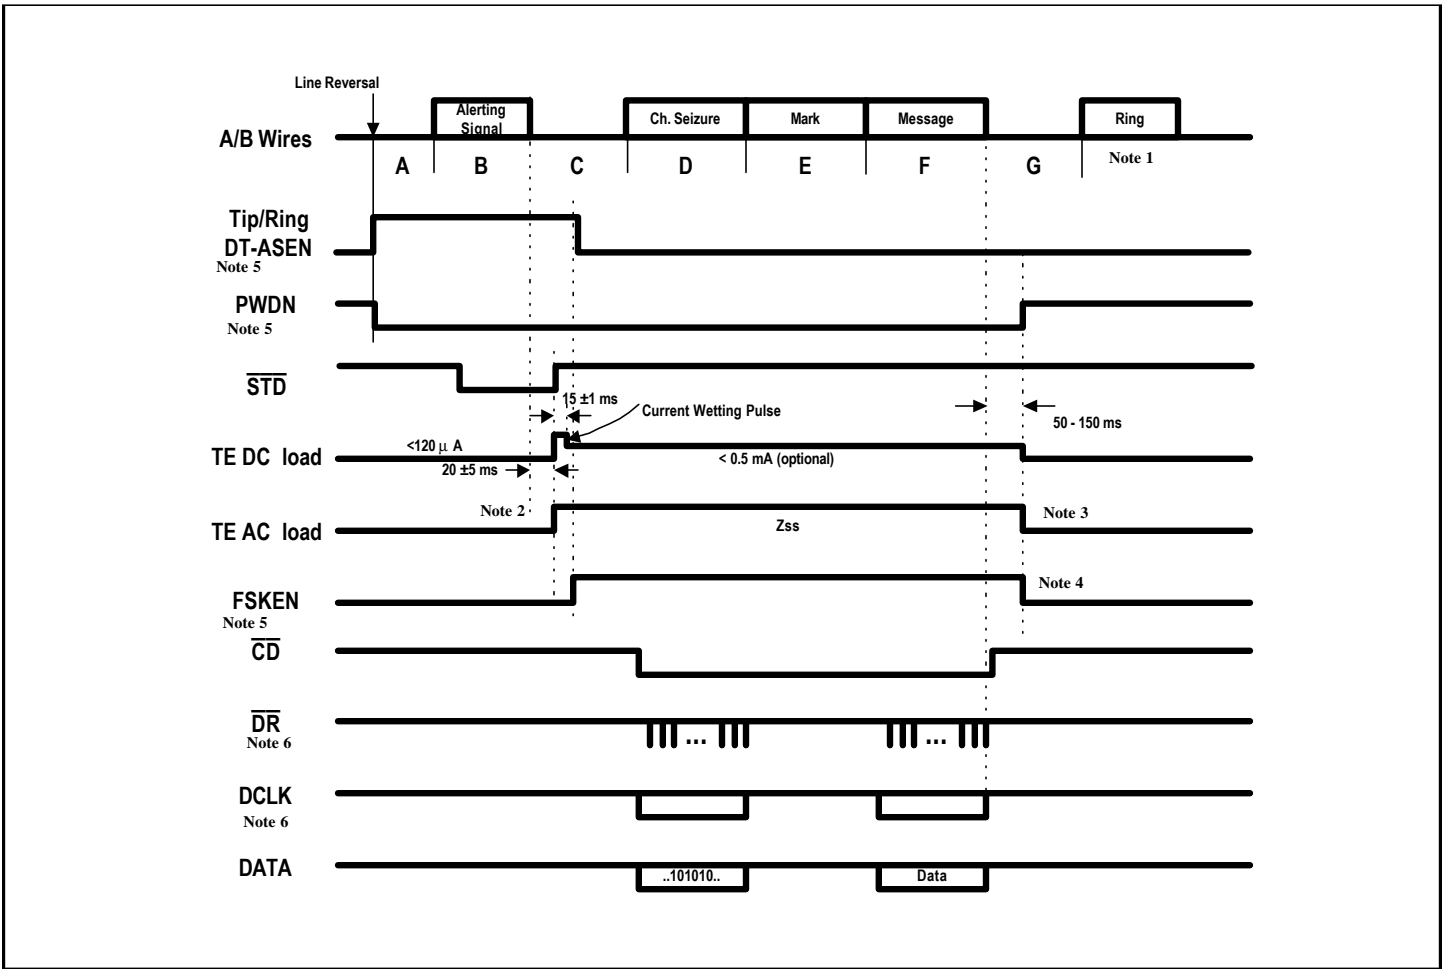 Line Reversal
Alerting
Signal
Ch. Seizure
Mark
Message
Ring
A/B Wires
A
B
C
D
E
F
G
Note 1
Tip/Ring
DT-ASEN
Note 5
PWDN
Note 5
STD
15 ±1 ms
Current Wetting Pulse
50 - 150 ms
TE DC load
<120 μ A
< 0.5 mA (optional)
20 ±5 ms
Note 2
TE AC load
Zss
Note 3
FSKEN
Note 5
Note 4
CD
DR
Note 6
...
...
DCLK
Note 6
DATA
..101010..
Data